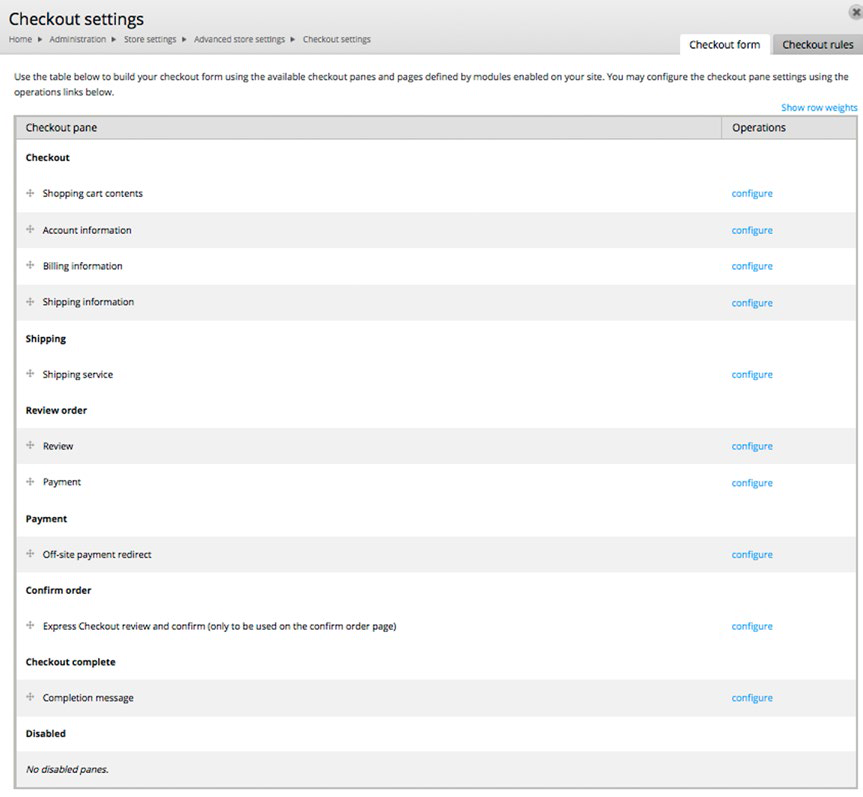 Checkout settings
Home ▸ Administration ▸ Store settings ▸ Advanced store settings ▸ Checkout settings
Checkout form Checkout rules
Use the table below to build your checkout form using the available checkout panes and pages defined by modules enabled on your site. You may configure the checkout pane settings using the
operations links below.
Show row weights
Checkout pane Operations
Checkout
Shopping cart contents configure
Account information configure
Billing information configure
Shipping information configure
Shipping
Shipping service configure
Review order
Review configure
Payment configure
Payment
Off-site payment redirect configure
Confirm order
Express Checkout review and confirm (only to be used on the confirm order page) configure
Checkout complete
Completion message configure
Disabled
No disabled panes.